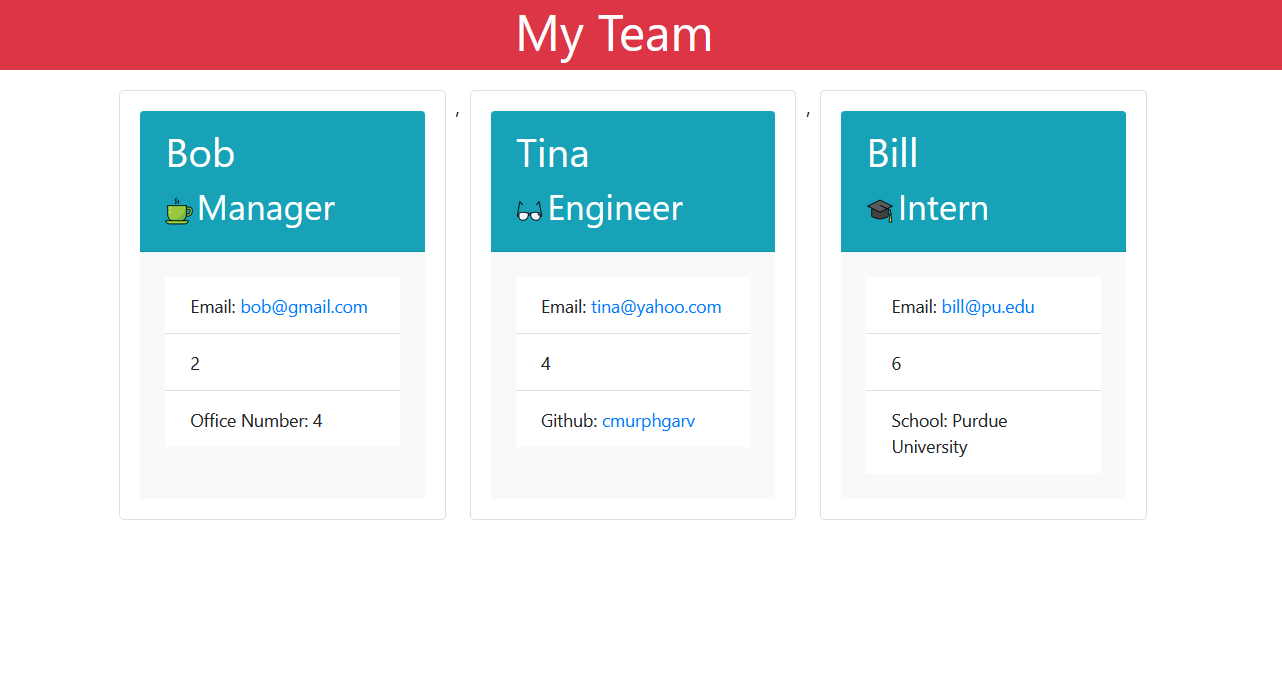 My Team
Bob
Manager
Email: bob@gmail.com
2
Office Number: 4
,
Tina
Engineer
Email: tina@yahoo.com
4
Github: cmurphgarv
,
Bill
Intern
Email: bill@pu.edu
6
School: Purdue
University